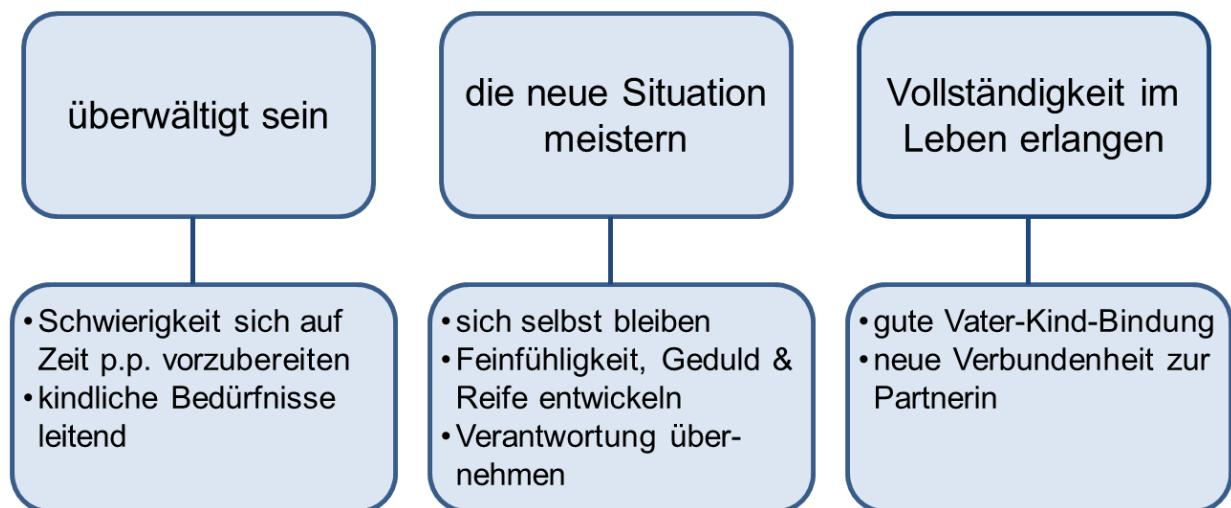 überwältigt sein
die neue Situation
meistern
Vollständigkeit im
Leben erlangen
• Schwierigkeit sich auf
Zeit p.p. vorzubereiten
• kindliche Bedürfnisse
leitend
• sich selbst bleiben
• Feinfühligkeit, Geduld &
Reife entwickeln
• Verantwortung über-
nehmen
• gute Vater-Kind-Bindung
• neue Verbundenheit zur
Partnerin